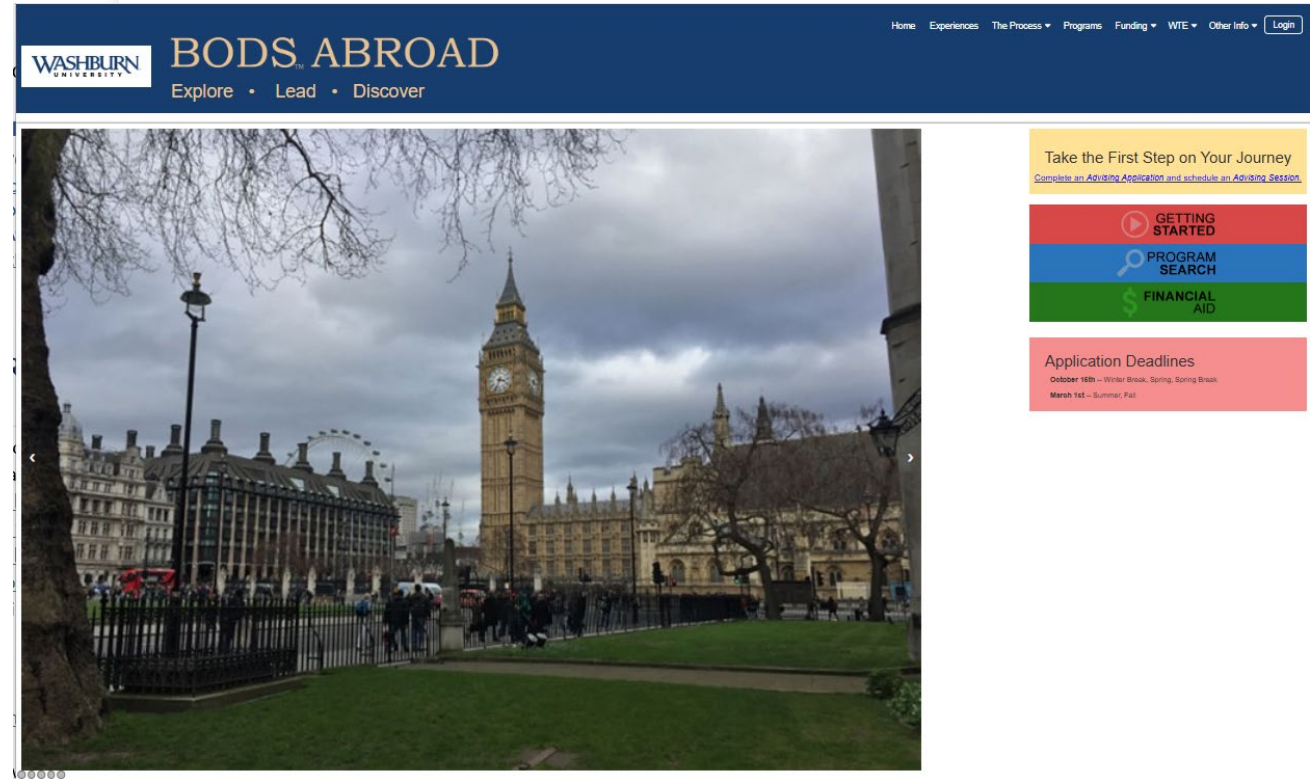 Home Experiences The Process Programs Funding WTE Other Info Login
WASHBURN
UNIVERSITY
BODS™ ABROAD
Explore • Lead • Discover
Take the First Step on Your Journey
Complete an Advising Application and schedule an Advising Session.
GETTING
STARTED
PROGRAM
SEARCH
$ FINANCIAL
AID
Application Deadlines
October 15th – Winter Break, Spring, Spring Break
March 1st – Summer, Fall